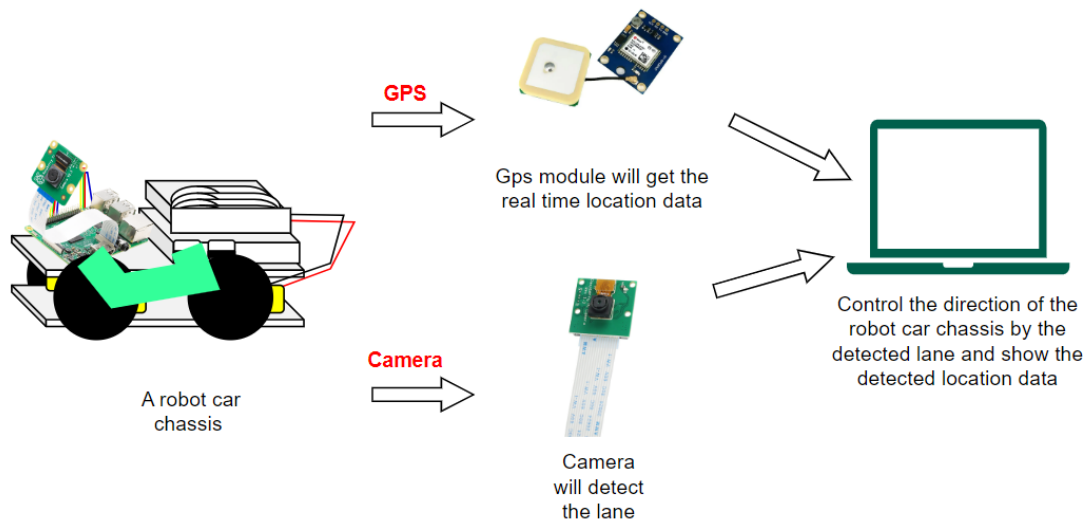 GPS
Gps module will get the
real time location data
Control the direction of the
robot car chassis by the
detected lane and show the
detected location data
Camera
A robot car
chassis
Camera
will detect
the lane